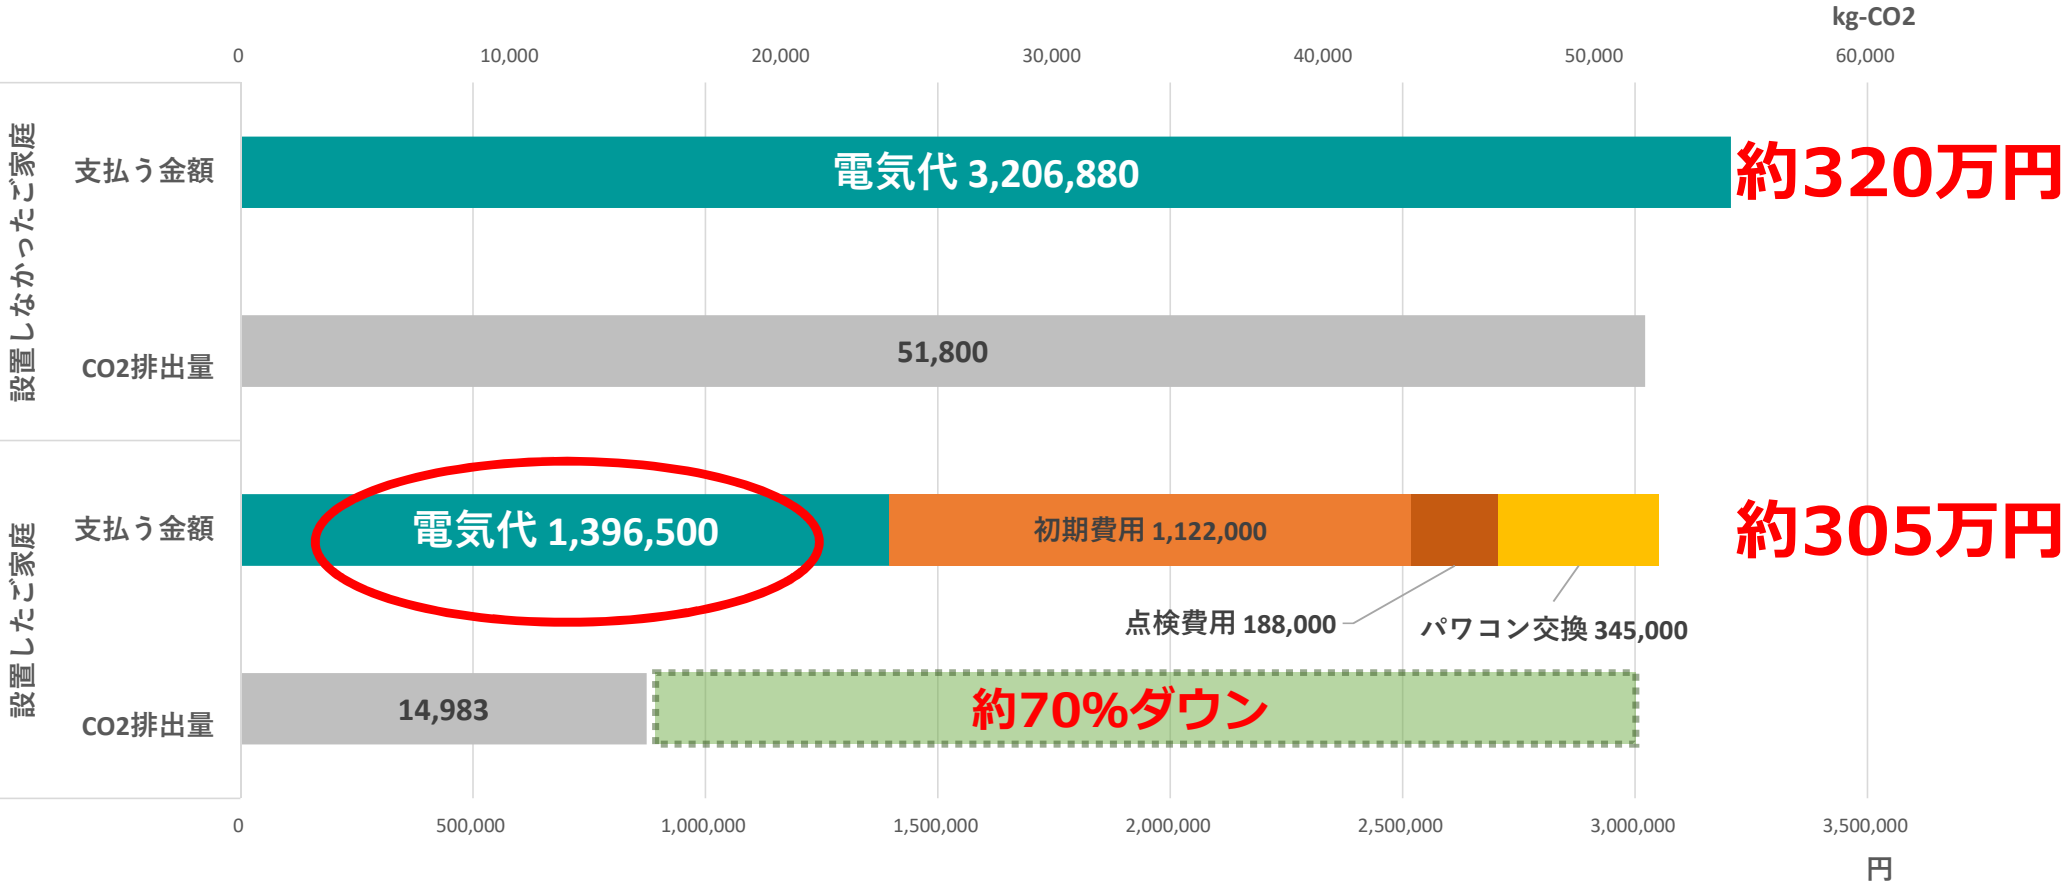 kg-CO2
0 10,000 20,000 30,000 40,000 50,000 60,000
設置しなかったご家庭
支払う金額
電気代 3,206,880
約320万円
CO2排出量
51,800
設置したご家庭
支払う金額
電気代 1,396,500
初期費用 1,122,000
約305万円
点検費用 188,000
パワコン交換 345,000
CO2排出量
14,983
約70%ダウン
0 500,000 1,000,000 1,500,000 2,000,000 2,500,000 3,000,000 3,500,000
円